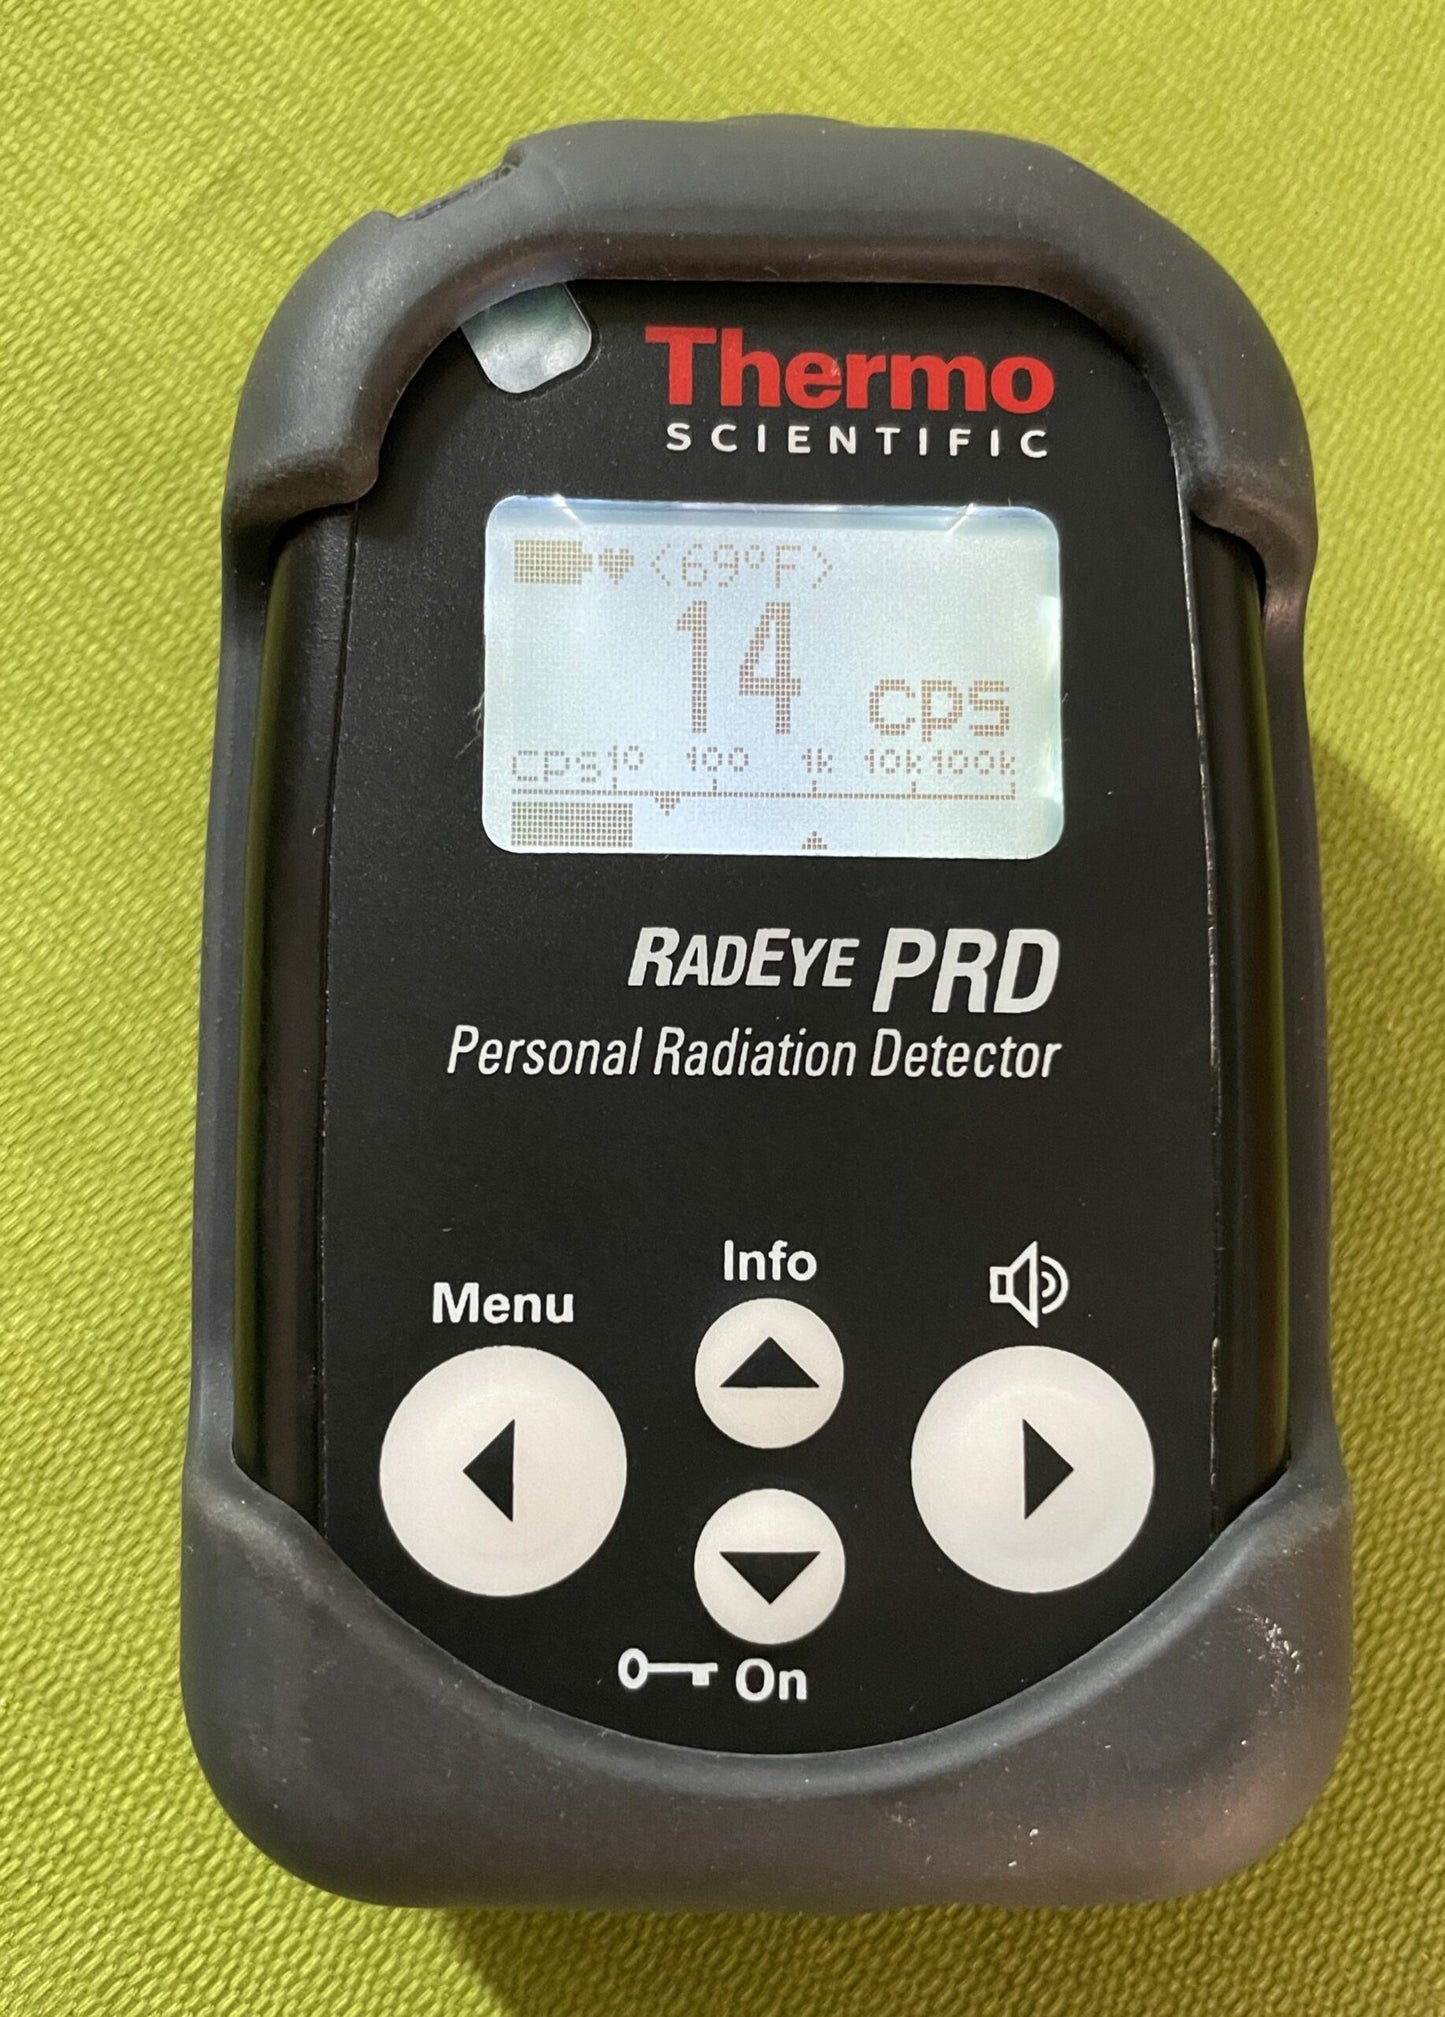 Thermo
SCIENTIFIC
<69°F>
14 cps
CPS 10 100 1k 10k 100k
RADEYE PRD
Personal Radiation Detector
Info
Menu
On